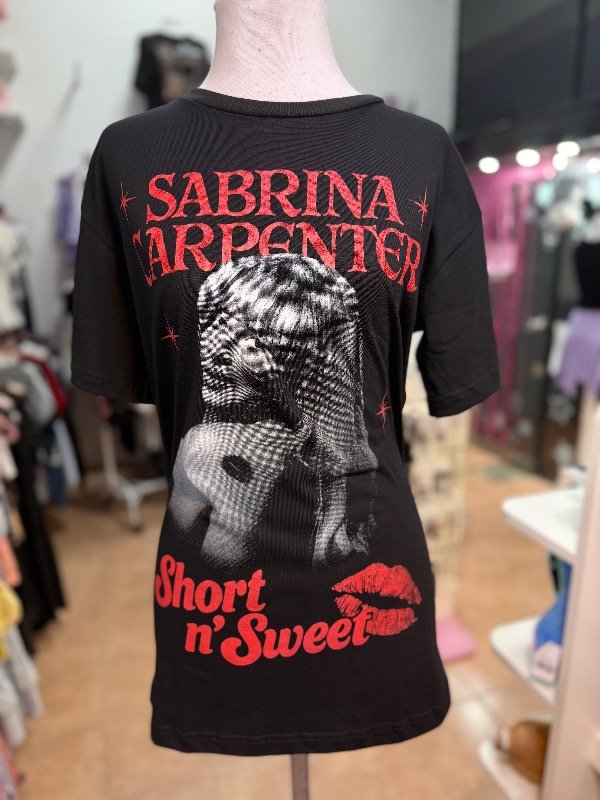 SABRINA
CARPENTER
Short
n' Sweet